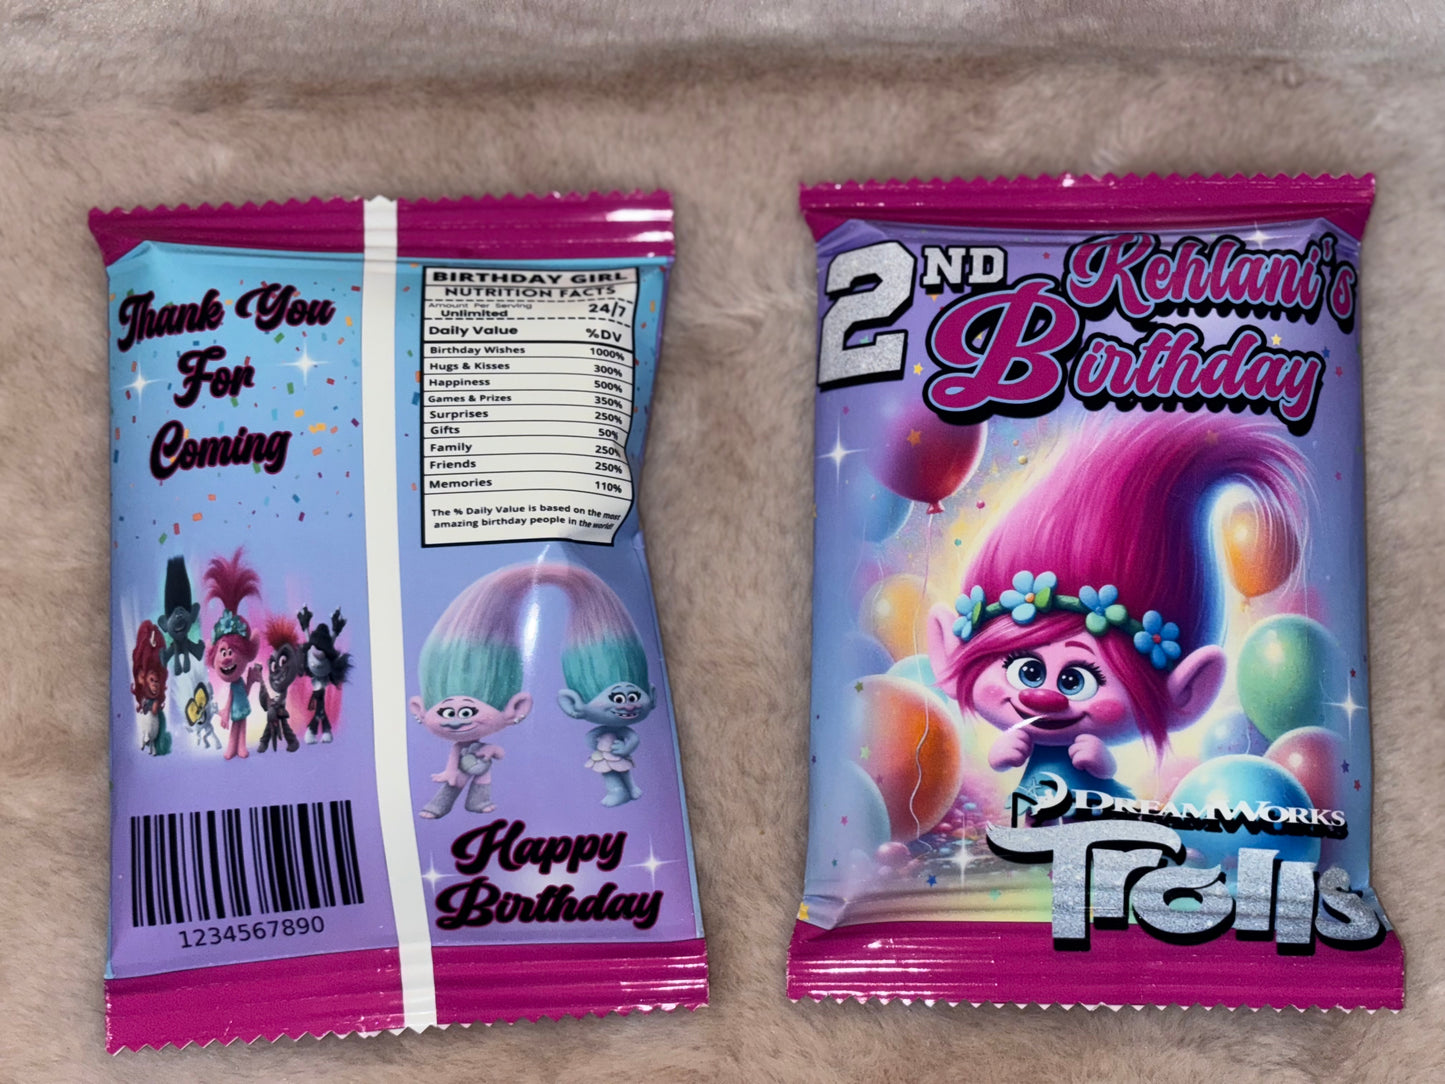 Thank You
For
Coming
1234567890
BIRTHDAY GIRL
NUTRITION FACTS
Amount Per Serving
Unlimited 24/7
Daily Value %DV
Birthday Wishes 1000%
Hugs & Kisses 300%
Happiness 500%
Games & Prizes 350%
Surprises 250%
Gifts 50%
Family 250%
Friends 250%
Memories 110%
The % Daily Value is based on the most
amazing birthday people in the world!
Happy
Birthday
2ND
Kehlani's
Birthday
DREAMWORKS
Trolls